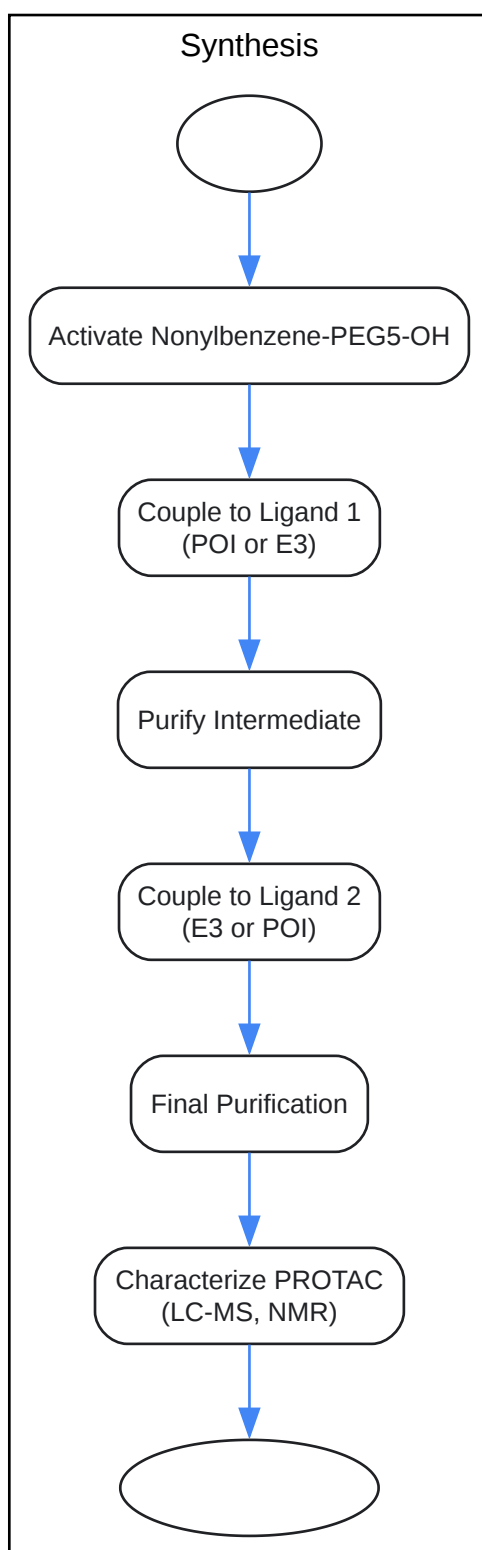 Synthesis
Activate Nonylbenzene-PEG5-OH
Couple to Ligand 1
(POI or E3)
Purify Intermediate
Couple to Ligand 2
(E3 or POI)
Final Purification
Characterize PROTAC
(LC-MS, NMR)